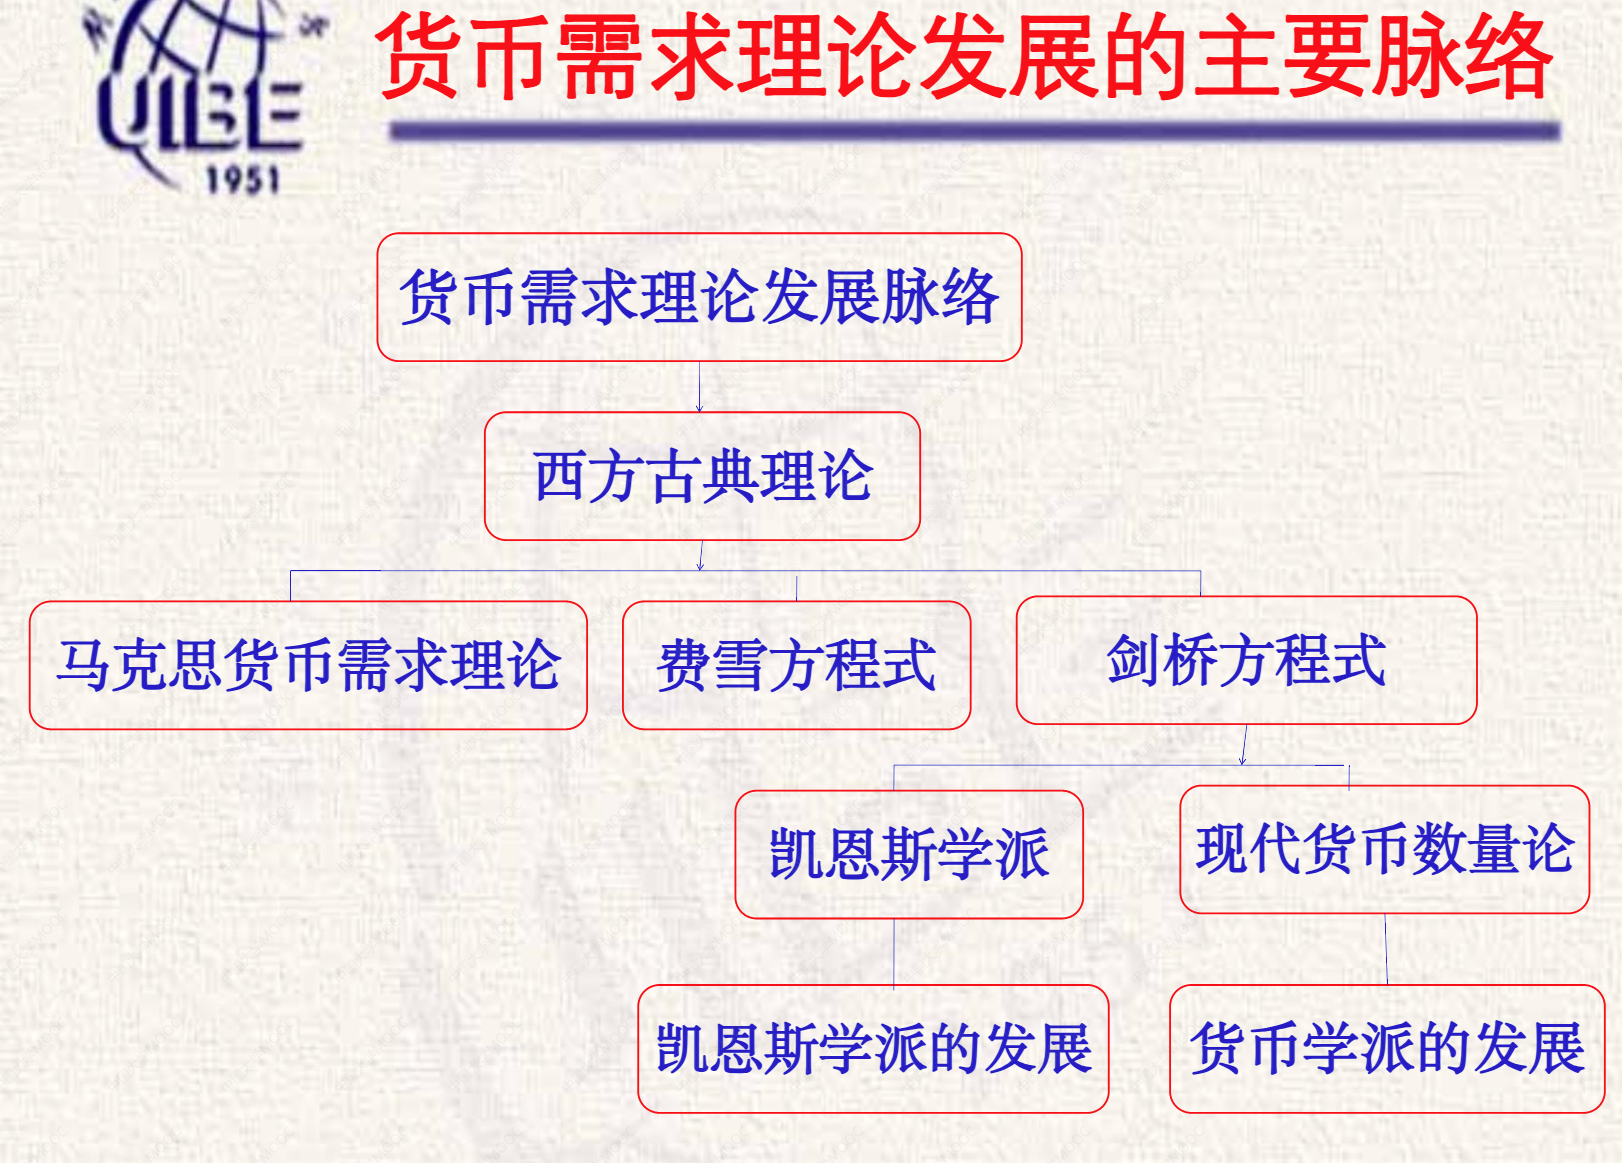 货币需求理论发展的主要脉络
UIBE
1951
货币需求理论发展脉络
西方古典理论
马克思货币需求理论
费雪方程式
剑桥方程式
凯恩斯学派
现代货币数量论
凯恩斯学派的发展
货币学派的发展